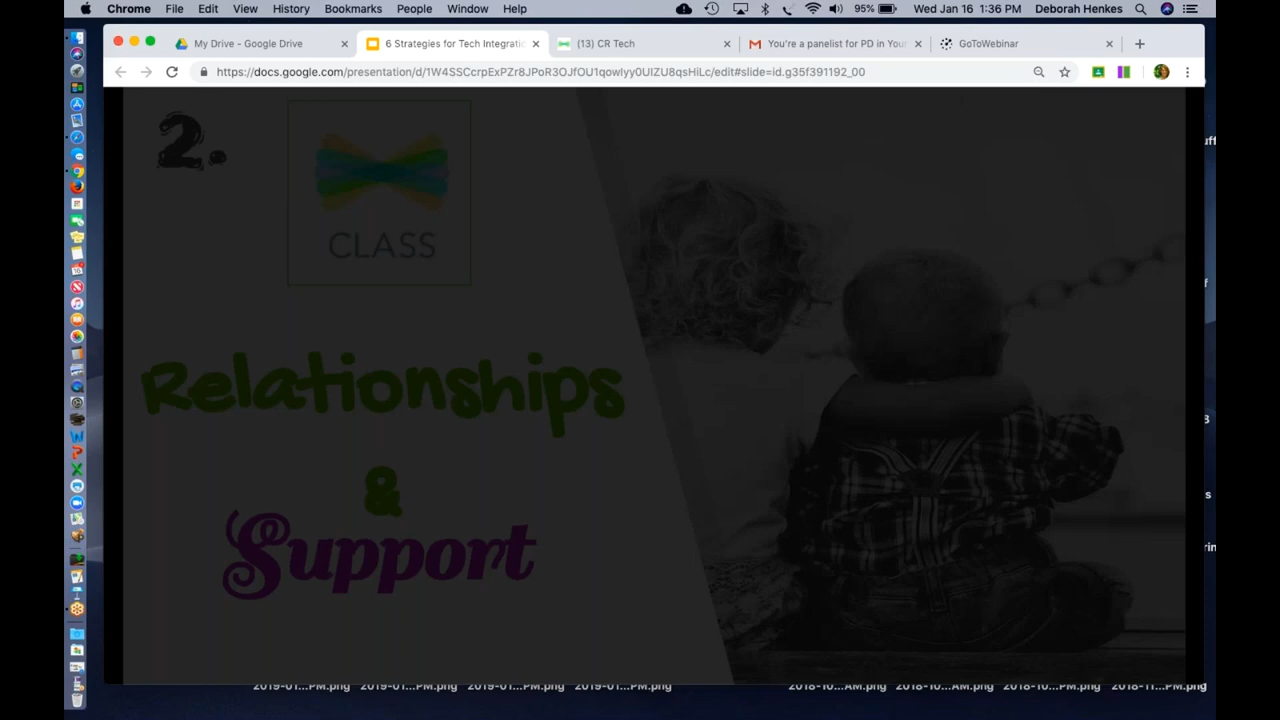 Chrome File Edit View History Bookmarks People Window Help 95% Wed Jan 16 1:36 PM Deborah Henkes
My Drive - Google Drive 6 Strategies for Tech Integratio (13) CR Tech You're a panelist for PD in Your GoToWebinar
https://docs.google.com/presentation/d/1W4SSCcrpExPZr8JPoR3OJfOU1qowIyy0UIZU8qsHiLc/edit#slide=id.g35f391192_00
2.
CLASS
Relationships
&
Support
2019-01...PM.png 2019-01...PM.png 2019-01...PM.png 2019-01...PM.png 2018-10...AM.png 2018-10...AM.png 2018-10...PM.png 2018-11...PM.png